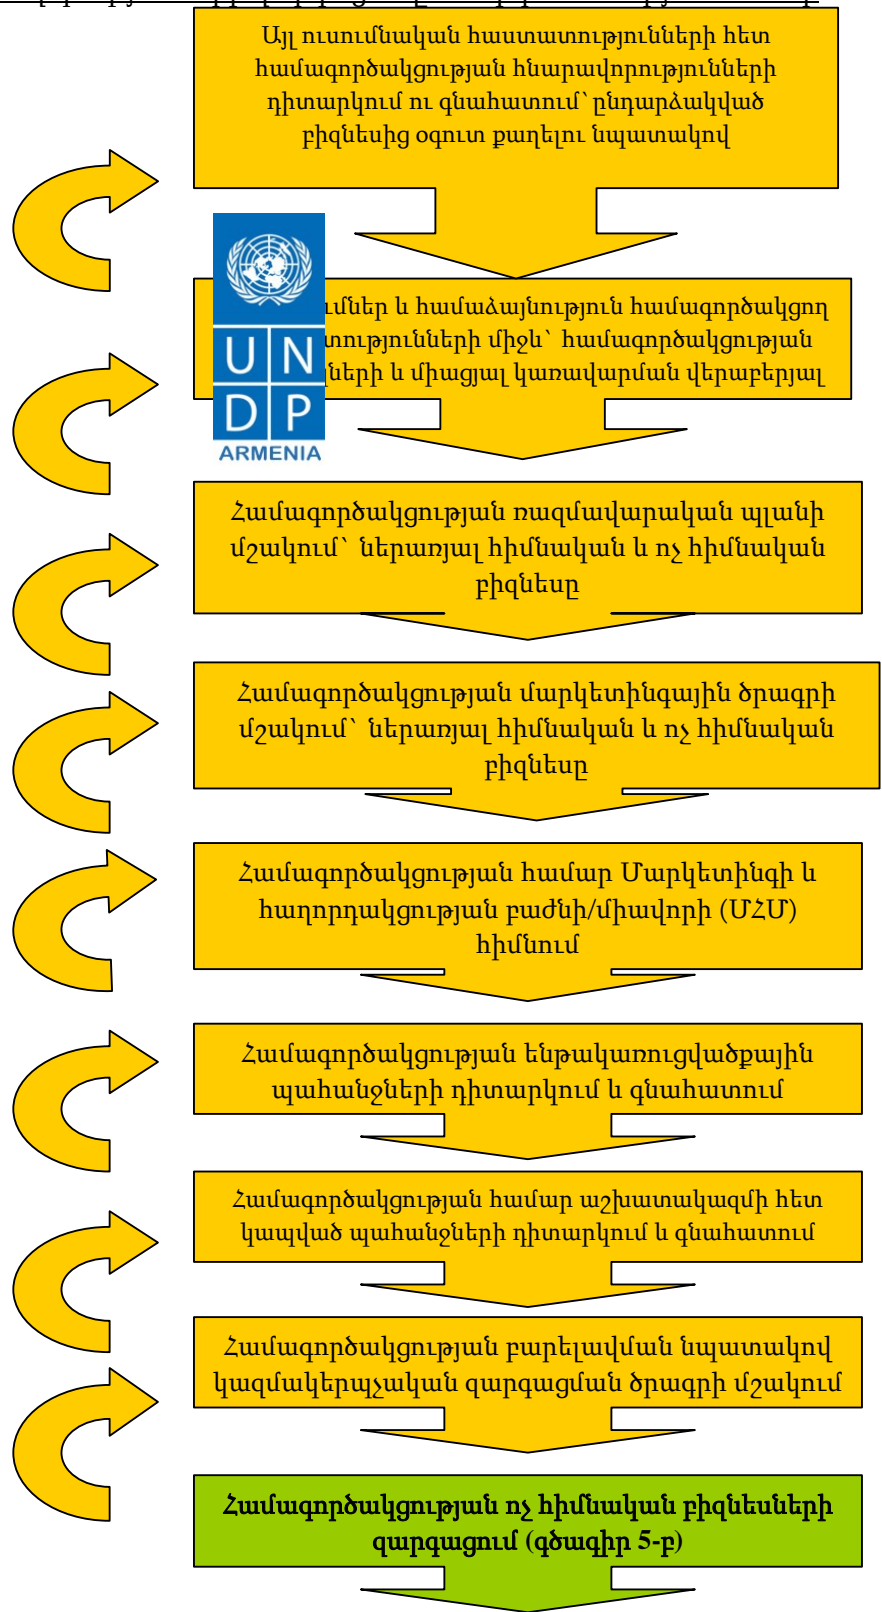 Այլ ուսումնական հաստատությունների հետ
համագործակցության հնարավորությունների
դիտարկում ու գնահատում՝ ընդարձակված
բիզնեսից օգուտ քաղելու նպատակով
և համաձայնություն համագործակցող
միջև` համագործակցության
և միացյալ կառավարման վերաբերյալ
U N
D P
ARMENIA
Համագործակցության ռազմավարական պլանի
մշակում` ներառյալ հիմնական և ոչ հիմնական
բիզնեսը
Համագործակցության մարկետինգային ծրագրի
մշակում` ներառյալ հիմնական և ոչ հիմնական
բիզնեսը
Համագործակցության համար Մարկետինգի և
հաղորդակցության բաժնի/միավորի (ՄՀՄ)
հիմնում
Համագործակցության ենթակառուցվածքային
պահանջների դիտարկում և գնահատում
Համագործակցության համար աշխատակազմի հետ
կապված պահանջների դիտարկում և գնահատում
Համագործակցության բարելավման նպատակով
կազմակերպչական զարգացման ծրագրի մշակում
Համագործակցության ոչ հիմնական բիզնեսների
զարգացում (գծագիր 5-բ)